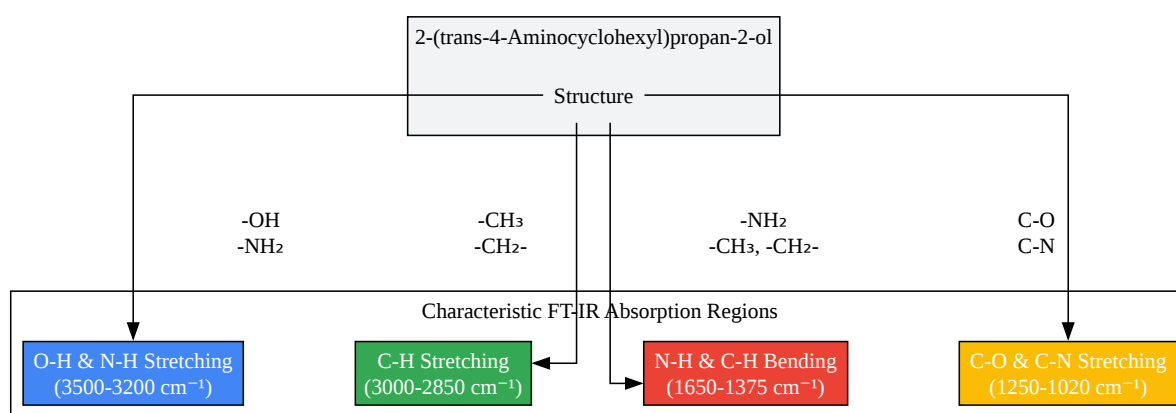 2-(trans-4-Aminocyclohexyl)propan-2-ol
Structure
-OH
-NH₂
-CH₃
-CH₂-
-NH₂
-CH₃, -CH₂-
C-O
C-N
Characteristic FT-IR Absorption Regions
O-H & N-H Stretching
(3500-3200 cm⁻¹)
C-H Stretching
(3000-2850 cm⁻¹)
N-H & C-H Bending
(1650-1375 cm⁻¹)
C-O & C-N Stretching
(1250-1020 cm⁻¹)